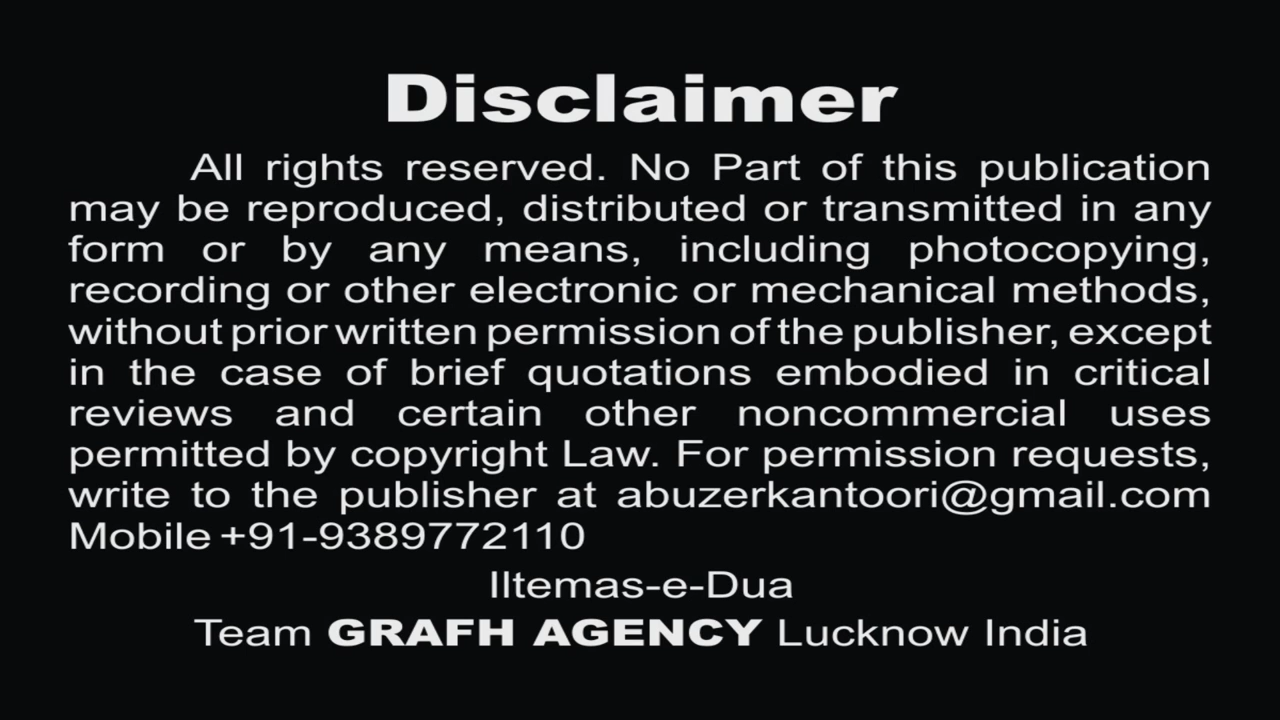 Disclaimer
All rights reserved. No Part of this publication
may be reproduced, distributed or transmitted in any
form or by any means, including photocopying,
recording or other electronic or mechanical methods,
without prior written permission of the publisher, except
in the case of brief quotations embodied in critical
reviews and certain other noncommercial uses
permitted by copyright Law. For permission requests,
write to the publisher at abuzerkantoori@gmail.com
Mobile +91-9389772110
IItemas-e-Dua
Team GRAFH AGENCY Lucknow India